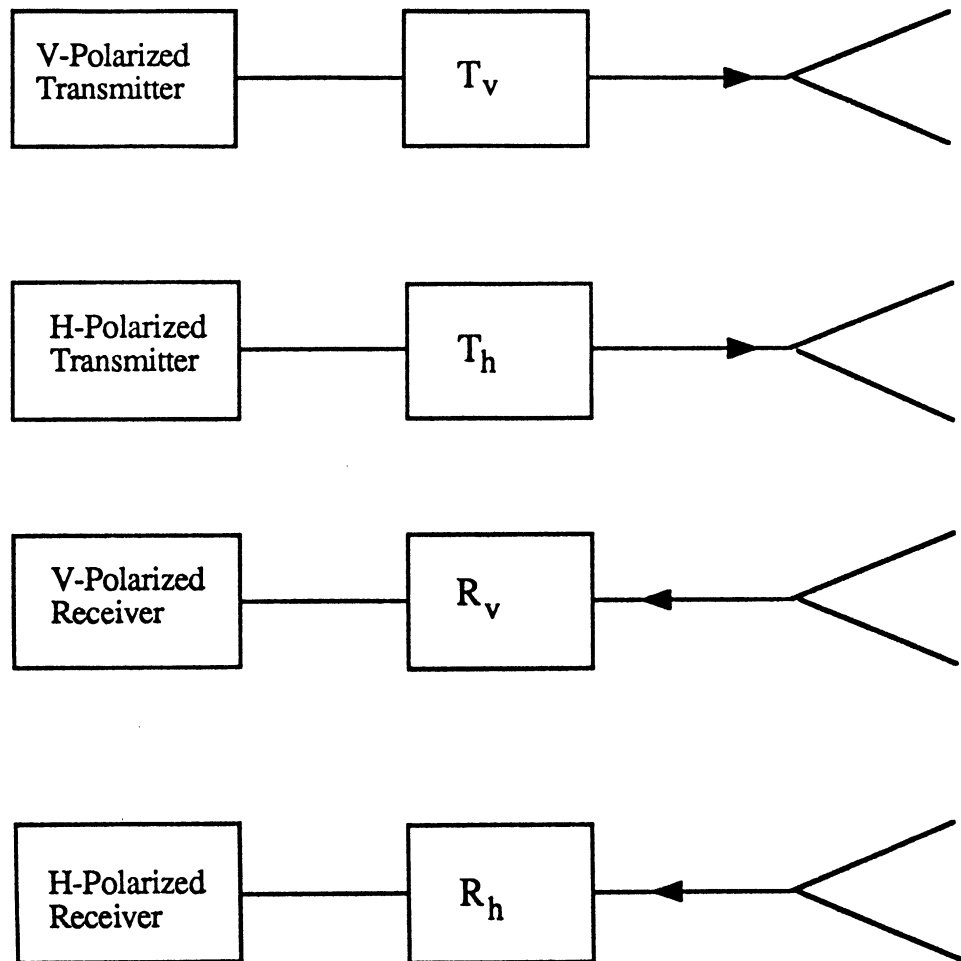 V-Polarized
Transmitter
T_v
H-Polarized
Transmitter
T_h
V-Polarized
Receiver
R_v
H-Polarized
Receiver
R_h